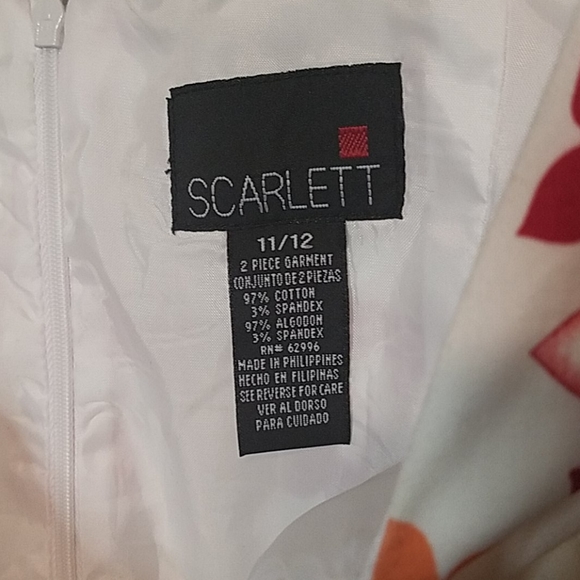 SCARLETT
11/12
2 PIECE GARMENT
CONJUNTO DE 2 PIEZAS
97% COTTON
3% SPANDEX
97% ALGODON
3% SPANDEX
RN# 62996
MADE IN PHILIPPINES
HECHO EN FILIPINAS
SEE REVERSE FOR CARE
VER AL DORSO
PARA CUIDADO